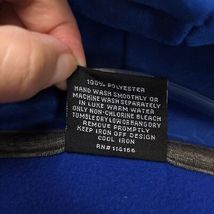 100% POLYESTER
HAND WASH SMOOTHLY OR
MACHINE WASH SEPARATELY
IN LUKE WARM WATER
ONLY NON-CHLORINE BLEACH
TUMBLE DRY LOW OR HANG DRY
REMOVE PROMPTLY
KEEP IRON OFF DESIGN
COOL IRON
RN#116166